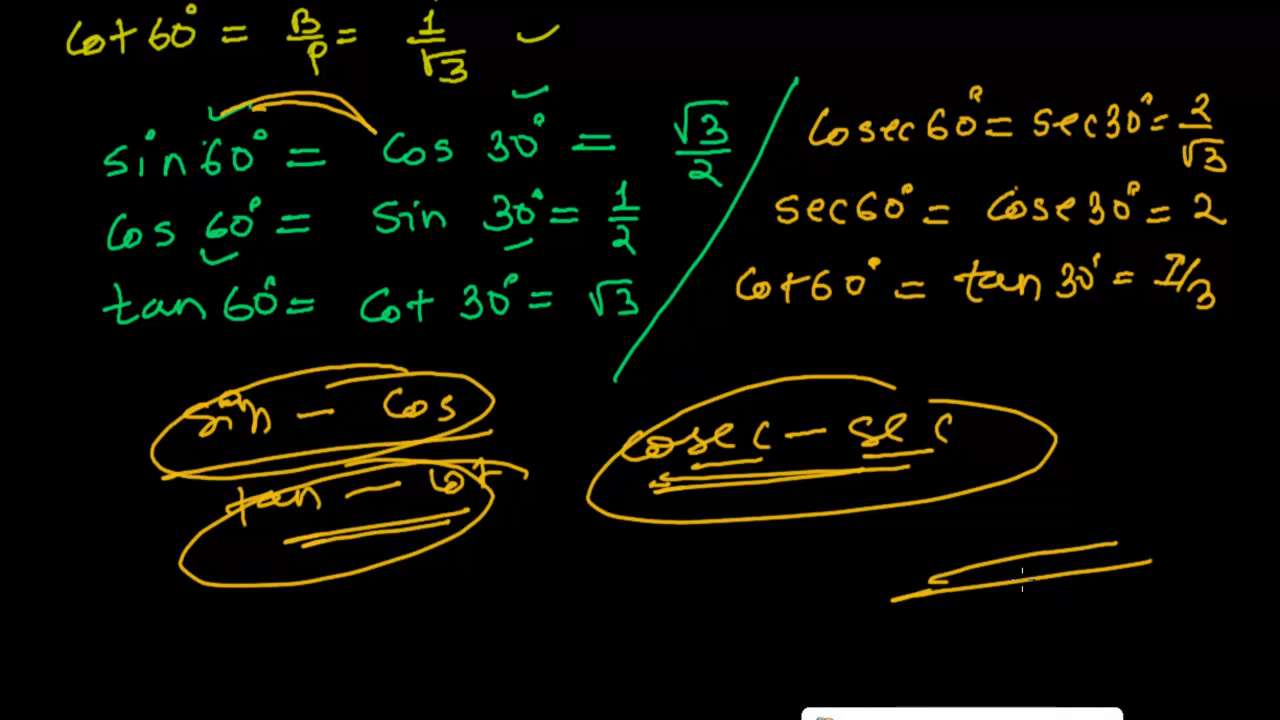 cot 60° = B/P = 1/√3
sin 60° = cos 30° = √3/2
cos 60° = sin 30° = 1/2
tan 60° = cot 30° = √3
cosec 60° = sec 30° = 2/√3
sec 60° = cose 30° = 2
cot 60° = tan 30° = 1/3
sin – cos
tan – cot
cosec – sec